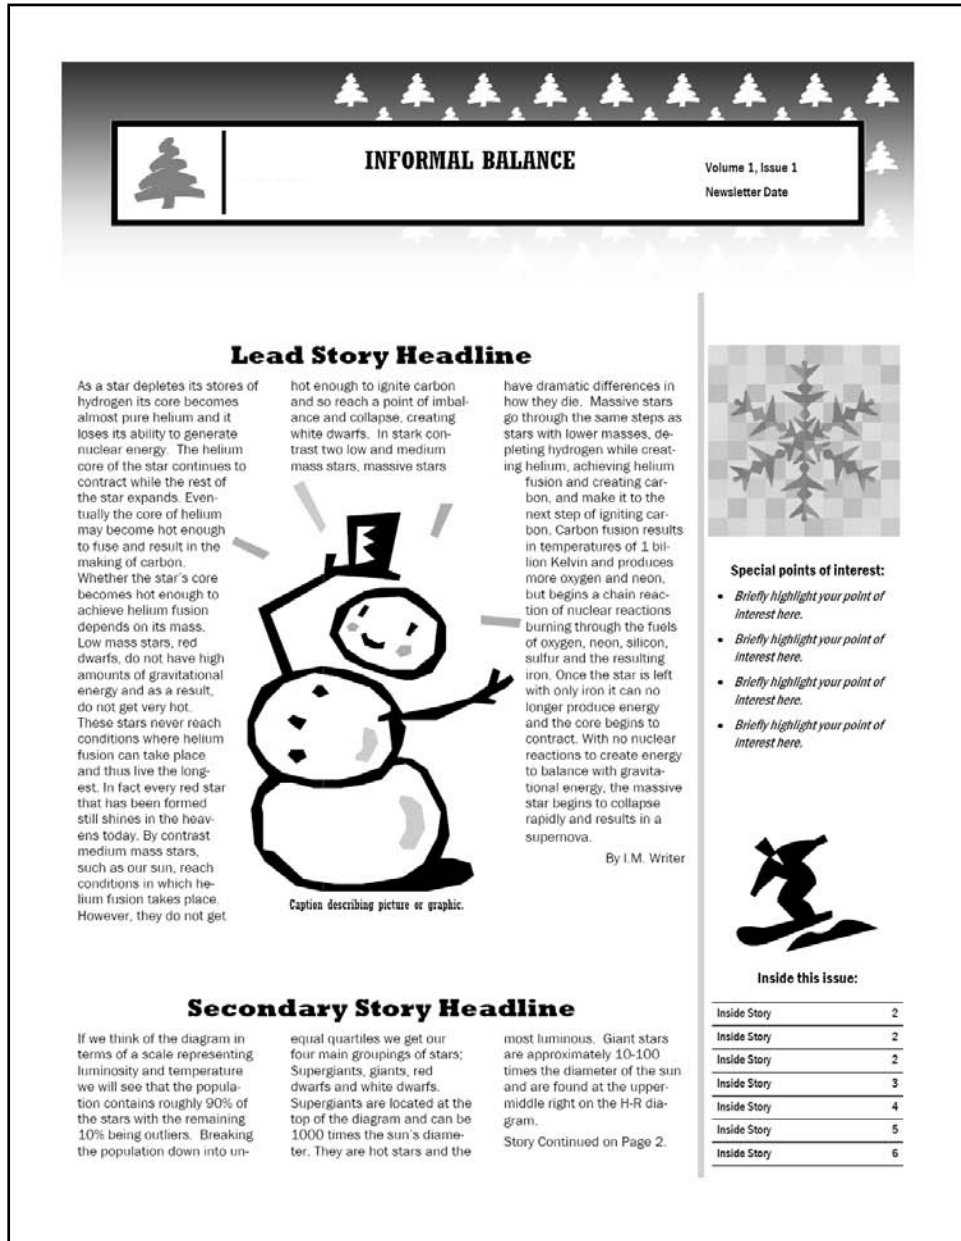 INFORMAL BALANCE
Volume 1, Issue 1
Newsletter Date
Lead Story Headline
As a star depletes its stores of
hydrogen its core becomes
almost pure helium and it
loses its ability to generate
nuclear energy.  The helium
core of the star continues to
contract while the rest of
the star expands. Even-
tually the core of helium
may become hot enough
to fuse and result in the
making of carbon.
Whether the star's core
becomes hot enough to
achieve helium fusion
depends on its mass.
Low mass stars, red
dwarfs, do not have high
amounts of gravitational
energy and as a result,
do not get very hot.
These stars never reach
conditions where helium
fusion can take place
and thus live the long-
est. In fact every red star
that has been formed
still shines in the heav-
ens today. By contrast
medium mass stars,
such as our sun, reach
conditions in which he-
lium fusion takes place.
However, they do not get
hot enough to ignite carbon
and so reach a point of imbal-
ance and collapse, creating
white dwarfs.  In stark con-
trast two low and medium
mass stars, massive stars
have dramatic differences in
how they die.  Massive stars
go through the same steps as
stars with lower masses, de-
pleting hydrogen while creat-
ing helium, achieving helium
fusion and creating car-
bon, and make it to the
next step of igniting car-
bon. Carbon fusion results
in temperatures of 1 bil-
lion Kelvin and produces
more oxygen and neon,
but begins a chain reac-
tion of nuclear reactions
burning through the fuels
of oxygen, neon, silicon,
sulfur and the resulting
iron. Once the star is left
with only iron it can no
longer produce energy
and the core begins to
contract. With no nuclear
reactions to create energy
to balance with gravita-
tional energy, the massive
star begins to collapse
rapidly and results in a
supernova.
By I.M. Writer
Caption describing picture or graphic.
Secondary Story Headline
If we think of the diagram in
terms of a scale representing
luminosity and temperature
we will see that the popula-
tion contains roughly 90% of
the stars with the remaining
10% being outliers.  Breaking
the population down into un-
equal quartiles we get our
four main groupings of stars;
Supergiants, giants, red
dwarfs and white dwarfs.
Supergiants are located at the
top of the diagram and can be
1000 times the sun's diame-
ter. They are hot stars and the
most luminous.  Giant stars
are approximately 10-100
times the diameter of the sun
and are found at the upper-
middle right on the H-R dia-
gram.
Story Continued on Page 2.
Special points of interest:
• Briefly highlight your point of
interest here.
• Briefly highlight your point of
interest here.
• Briefly highlight your point of
interest here.
• Briefly highlight your point of
interest here.
Inside this issue:
Inside Story 2
Inside Story 2
Inside Story 2
Inside Story 3
Inside Story 4
Inside Story 5
Inside Story 6